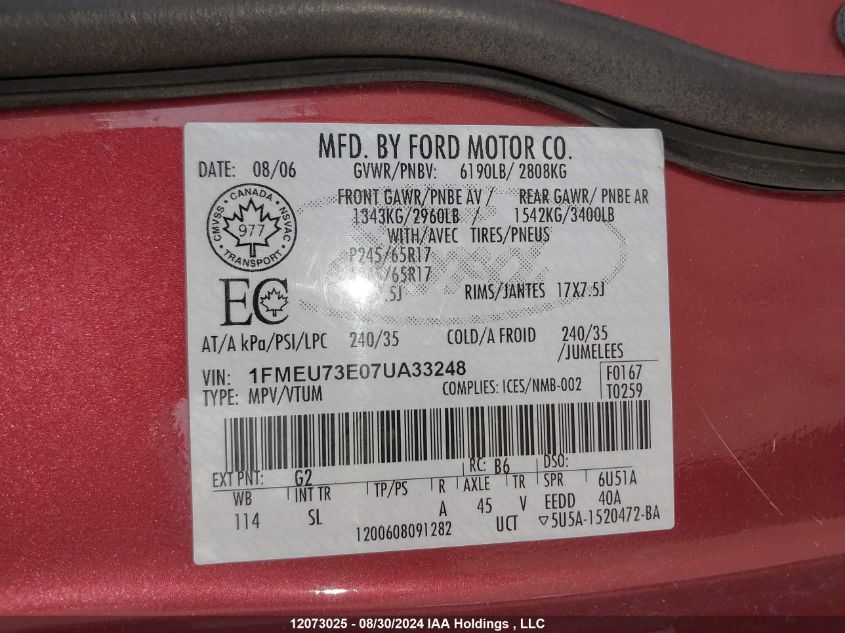 MFD. BY FORD MOTOR CO.
DATE: 08/06
GVWR/PNBV: 6190LB/ 2808KG
FRONT GAWR/PNBE AV / REAR GAWR/ PNBE AR
1343KG/2960LB / 1542KG/3400LB
WITH/AVEC TIRES/PNEUS
P245/65R17
/65R17
.5J RIMS/JANTES 17X7.5J
CANADA
CMVSS NSVAC
977
TRANSPORT
EC
AT/A kPa/PSI/LPC 240/35 COLD/A FROID 240/35
/JUMELEES
VIN: 1FMEU73E07UA33248
TYPE: MPV/VTUM COMPLIES: ICES/NMB-002
F0167
T0259
EXT PNT: G2 RC: B6 DSO:
WB INT TR TP/PS R AXLE TR SPR 6U51A
114 SL A 45 V EEDD 40A
1200608091282 UCT ▽5U5A-1520472-BA
12073025 - 08/30/2024 IAA Holdings , LLC